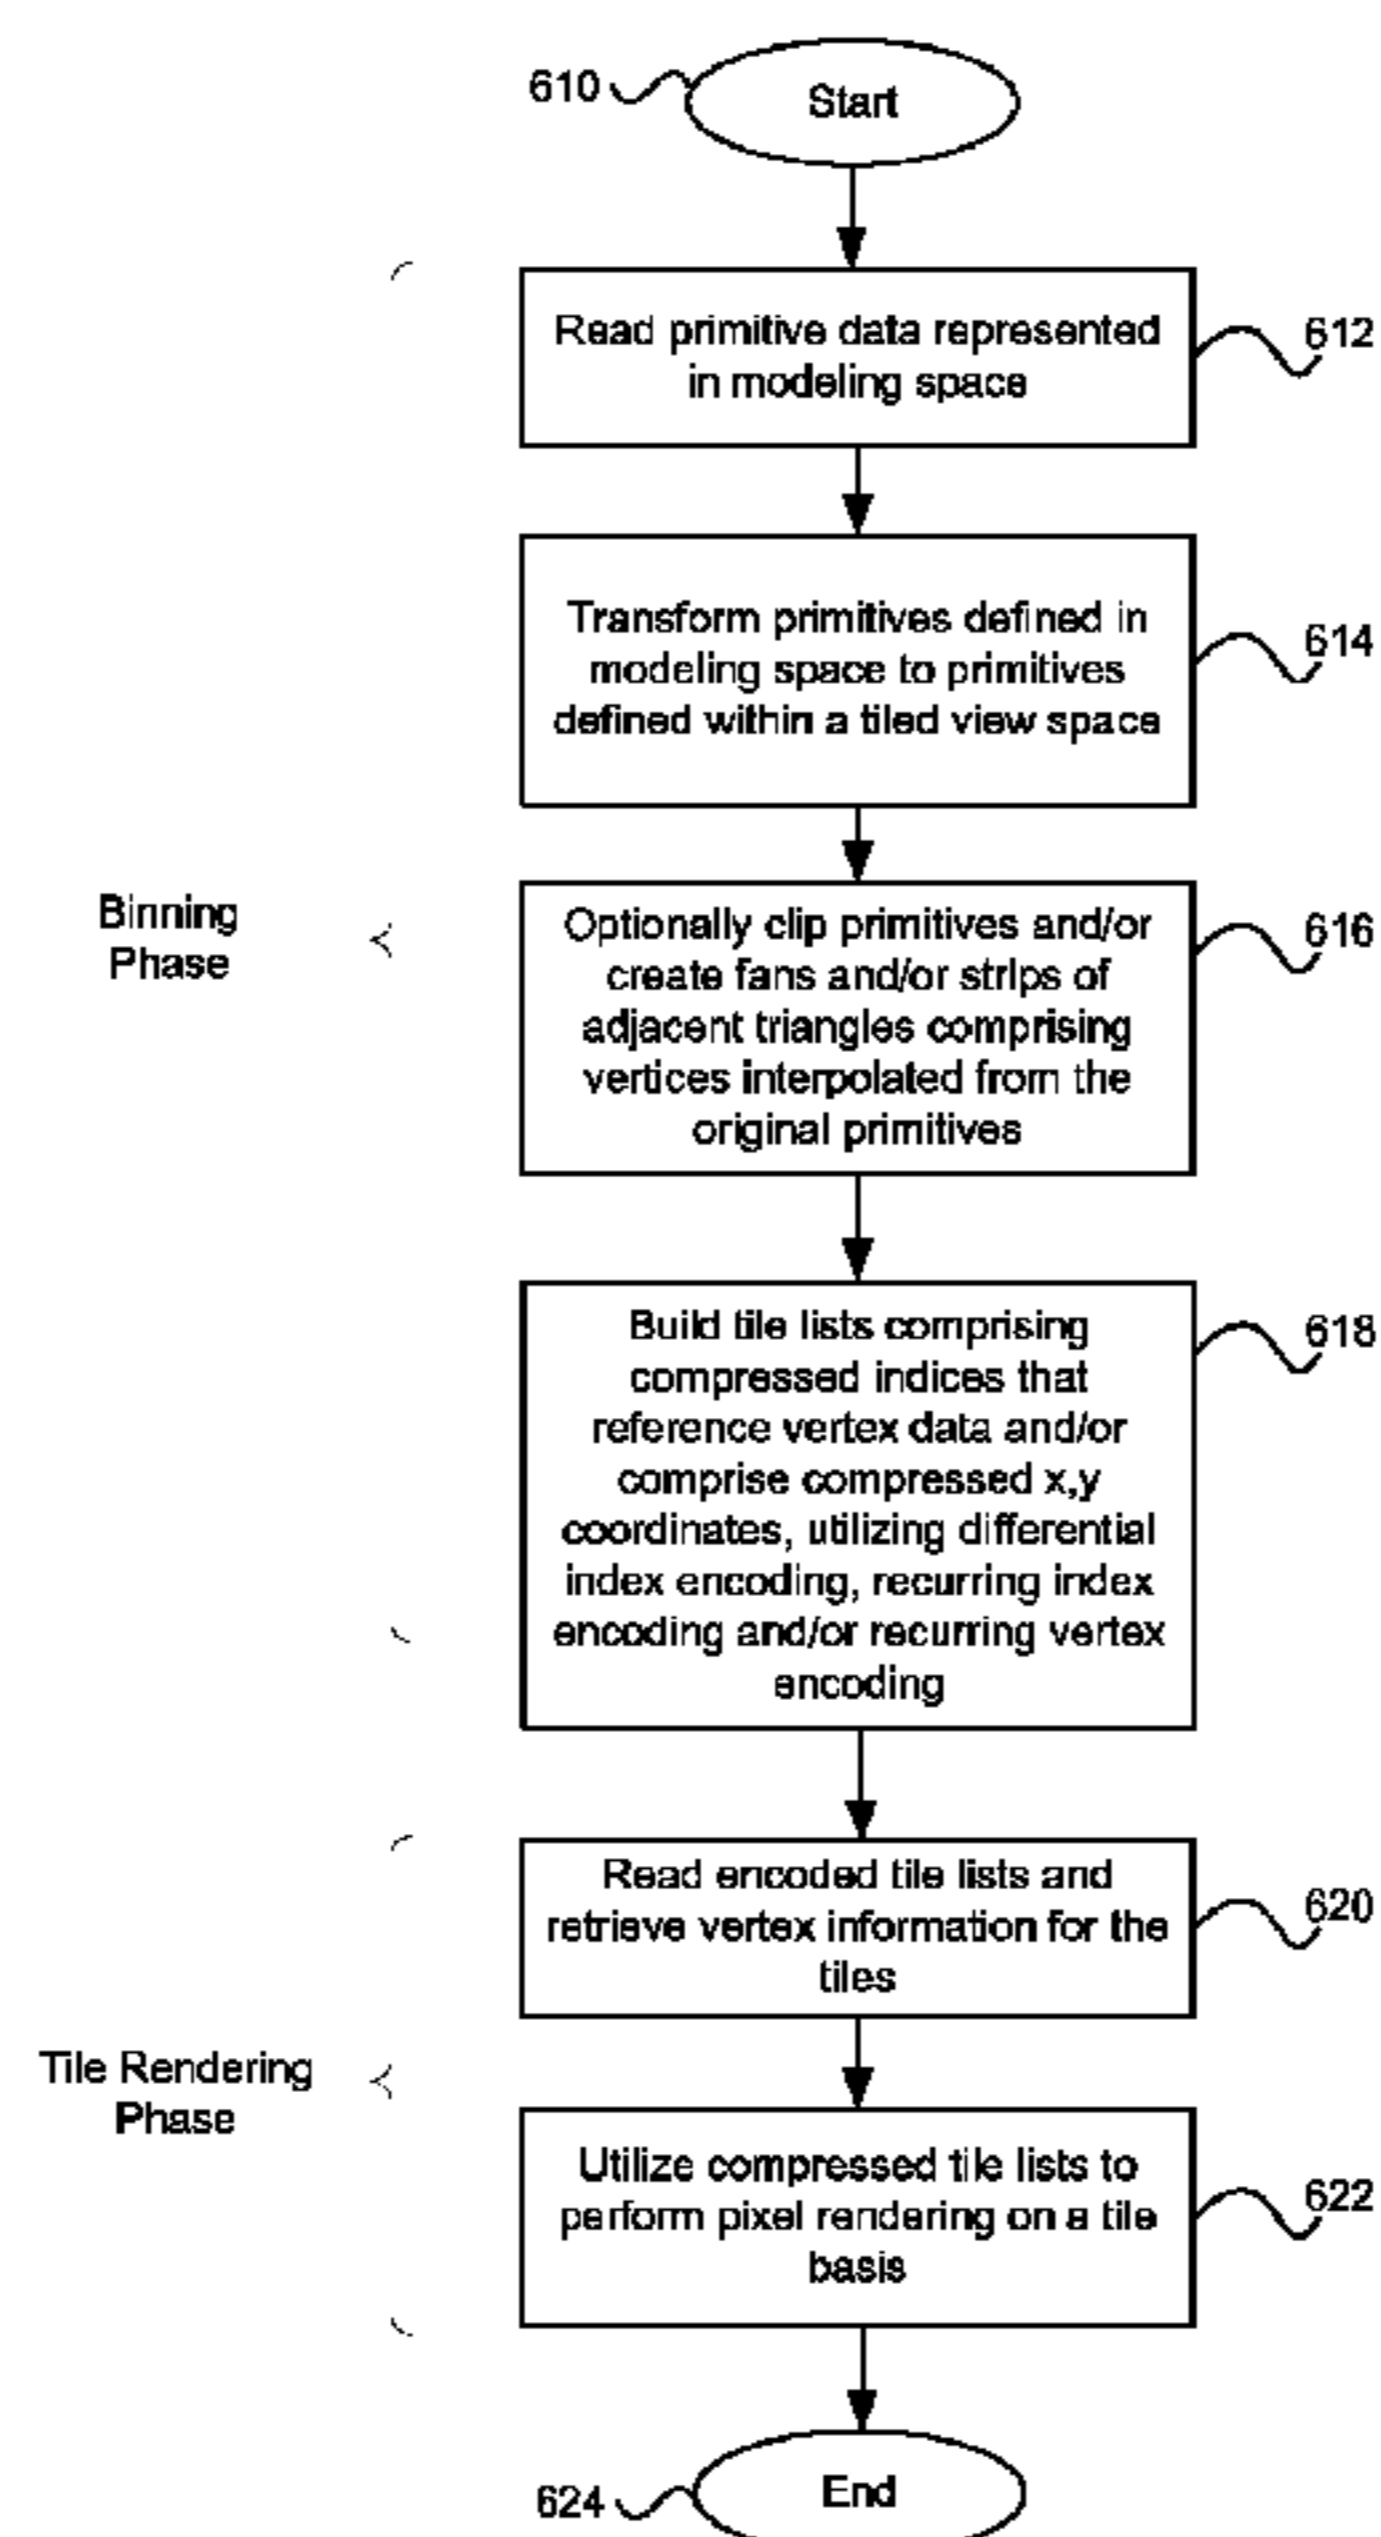 610
Start
Read primitive data represented
in modeling space
612
Transform primitives defined in
modeling space to primitives
defined within a tiled view space
614
Binning
Phase
Optionally clip primitives and/or
create fans and/or strips of
adjacent triangles comprising
vertices interpolated from the
original primitives
616
Build tile lists comprising
compressed indices that
reference vertex data and/or
comprise compressed x,y
coordinates, utilizing differential
index encoding, recurring index
encoding and/or recurring vertex
encoding
618
Read encoded tile lists and
retrieve vertex information for the
tiles
620
Tile Rendering
Phase
Utilize compressed tile lists to
perform pixel rendering on a tile
basis
622
624
End